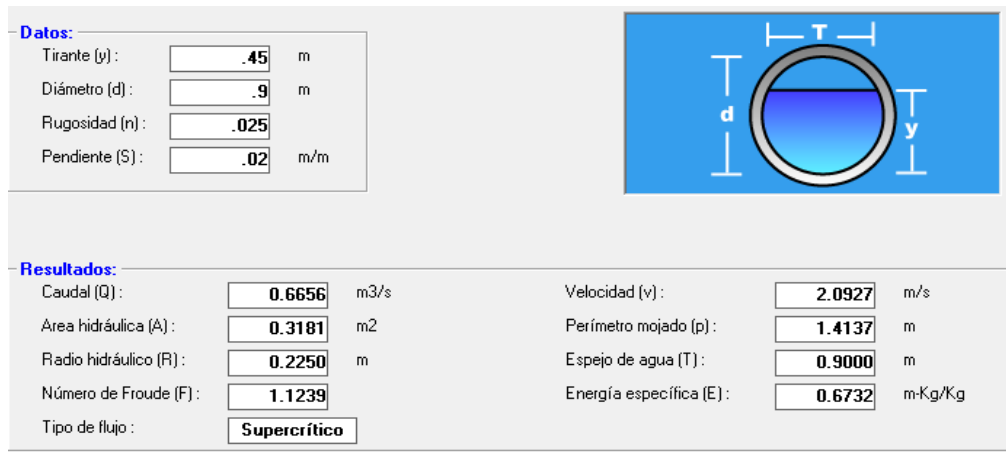 Datos:
Tirante (y) : .45 m
Diámetro (d) : .9 m
Rugosidad (n) : .025
Pendiente (S) : .02 m/m
T
d
y
Resultados:
Caudal (Q) : 0.6656 m3/s Velocidad (v) : 2.0927 m/s
Area hidráulica (A) : 0.3181 m2 Perímetro mojado (p) : 1.4137 m
Radio hidráulico (R) : 0.2250 m Espejo de agua (T) : 0.9000 m
Número de Froude (F) : 1.1239 Energía específica (E) : 0.6732 m-Kg/Kg
Tipo de flujo : Supercrítico